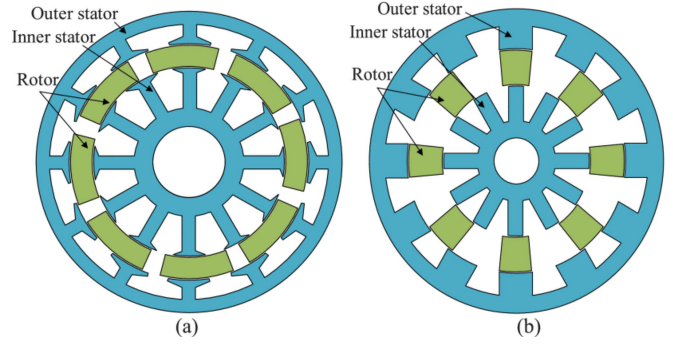 Outer stator
Inner stator
Rotor
(a)
Outer stator
Inner stator
Rotor
(b)